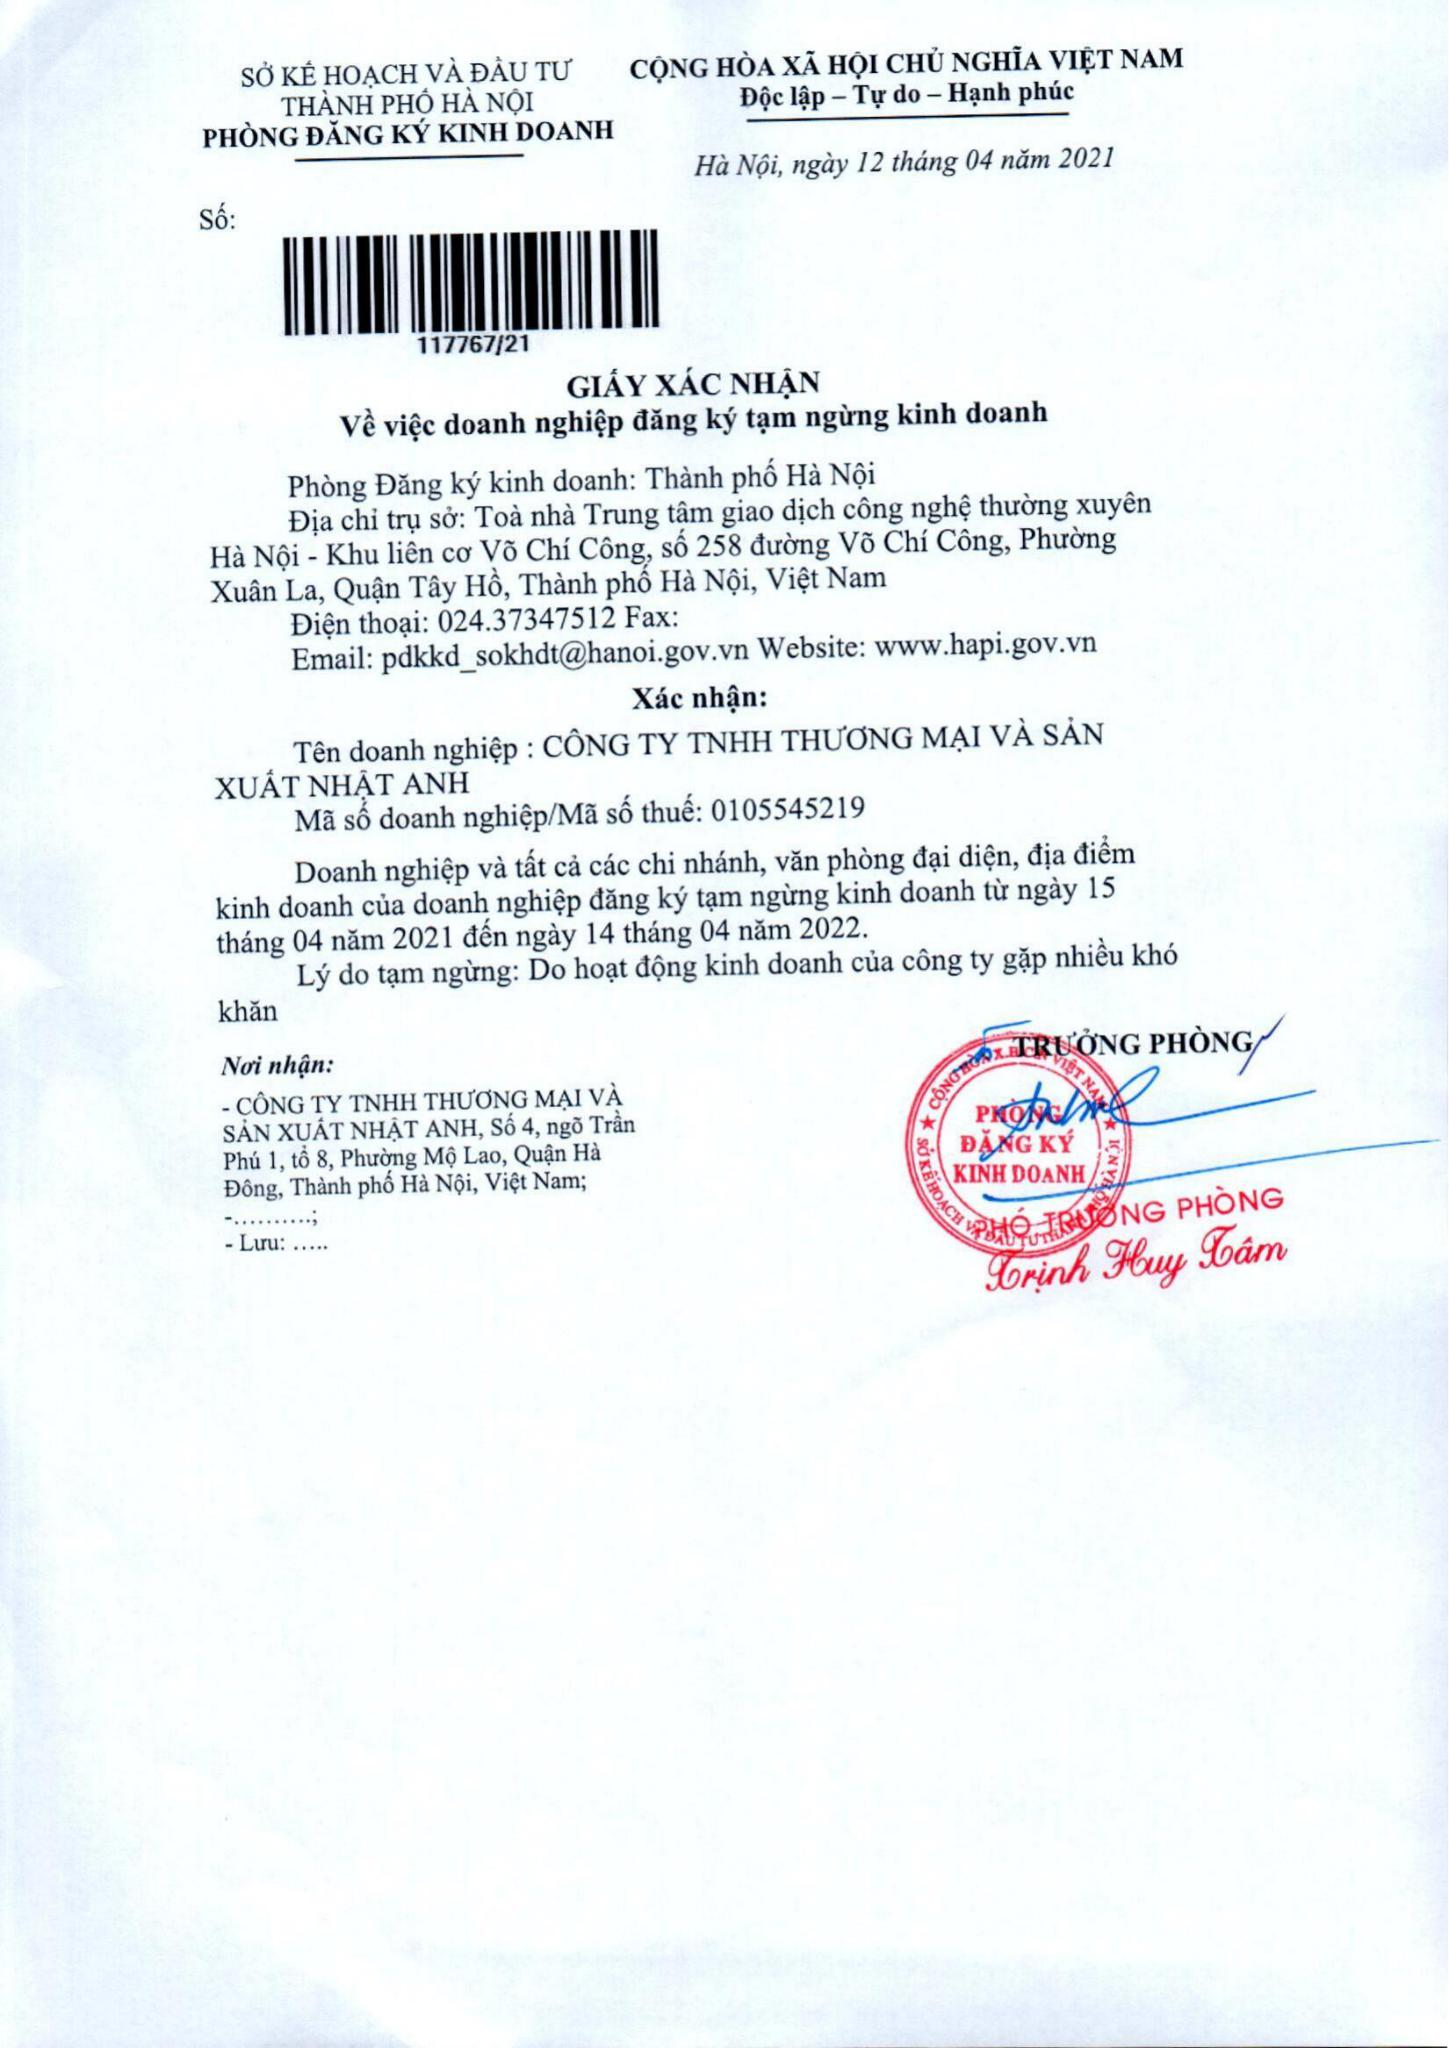 SỞ KẾ HOẠCH VÀ ĐẦU TƯ
THÀNH PHỐ HÀ NỘI
PHÒNG ĐĂNG KÝ KINH DOANH
CỘNG HÒA XÃ HỘI CHỦ NGHĨA VIỆT NAM
Độc lập – Tự do – Hạnh phúc
Hà Nội, ngày 12 tháng 04 năm 2021
Số:
117767/21
GIẤY XÁC NHẬN
Về việc doanh nghiệp đăng ký tạm ngừng kinh doanh
Phòng Đăng ký kinh doanh: Thành phố Hà Nội
Địa chỉ trụ sở: Toà nhà Trung tâm giao dịch công nghệ thường xuyên
Hà Nội - Khu liên cơ Võ Chí Công, số 258 đường Võ Chí Công, Phường
Xuân La, Quận Tây Hồ, Thành phố Hà Nội, Việt Nam
Điện thoại: 024.37347512 Fax:
Email: pdkkd_sokhdt@hanoi.gov.vn Website: www.hapi.gov.vn
Xác nhận:
Tên doanh nghiệp : CÔNG TY TNHH THƯƠNG MẠI VÀ SẢN
XUẤT NHẬT ANH
Mã số doanh nghiệp/Mã số thuế: 0105545219
Doanh nghiệp và tất cả các chi nhánh, văn phòng đại diện, địa điểm
kinh doanh của doanh nghiệp đăng ký tạm ngừng kinh doanh từ ngày 15
tháng 04 năm 2021 đến ngày 14 tháng 04 năm 2022.
Lý do tạm ngừng: Do hoạt động kinh doanh của công ty gặp nhiều khó
khăn
Nơi nhận:
- CÔNG TY TNHH THƯƠNG MẠI VÀ
SẢN XUẤT NHẬT ANH, Số 4, ngõ Trần
Phú 1, tổ 8, Phường Mộ Lao, Quận Hà
Đông, Thành phố Hà Nội, Việt Nam;
-……….;
- Lưu: …..
TRƯỞNG PHÒNG
CỘNG HÒA X.H.C.N VIỆT NAM
PHÒNG
ĐĂNG KÝ
KINH DOANH
SỞ KẾ HOẠCH VÀ ĐẦU TƯ THÀNH PHỐ HÀ NỘI
PHÓ TRƯỞNG PHÒNG
Trịnh Huy Tâm